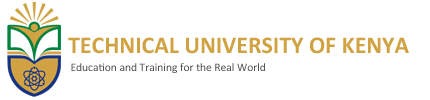 TECHNICAL UNIVERSITY OF KENYA
Education and Training for the Real World